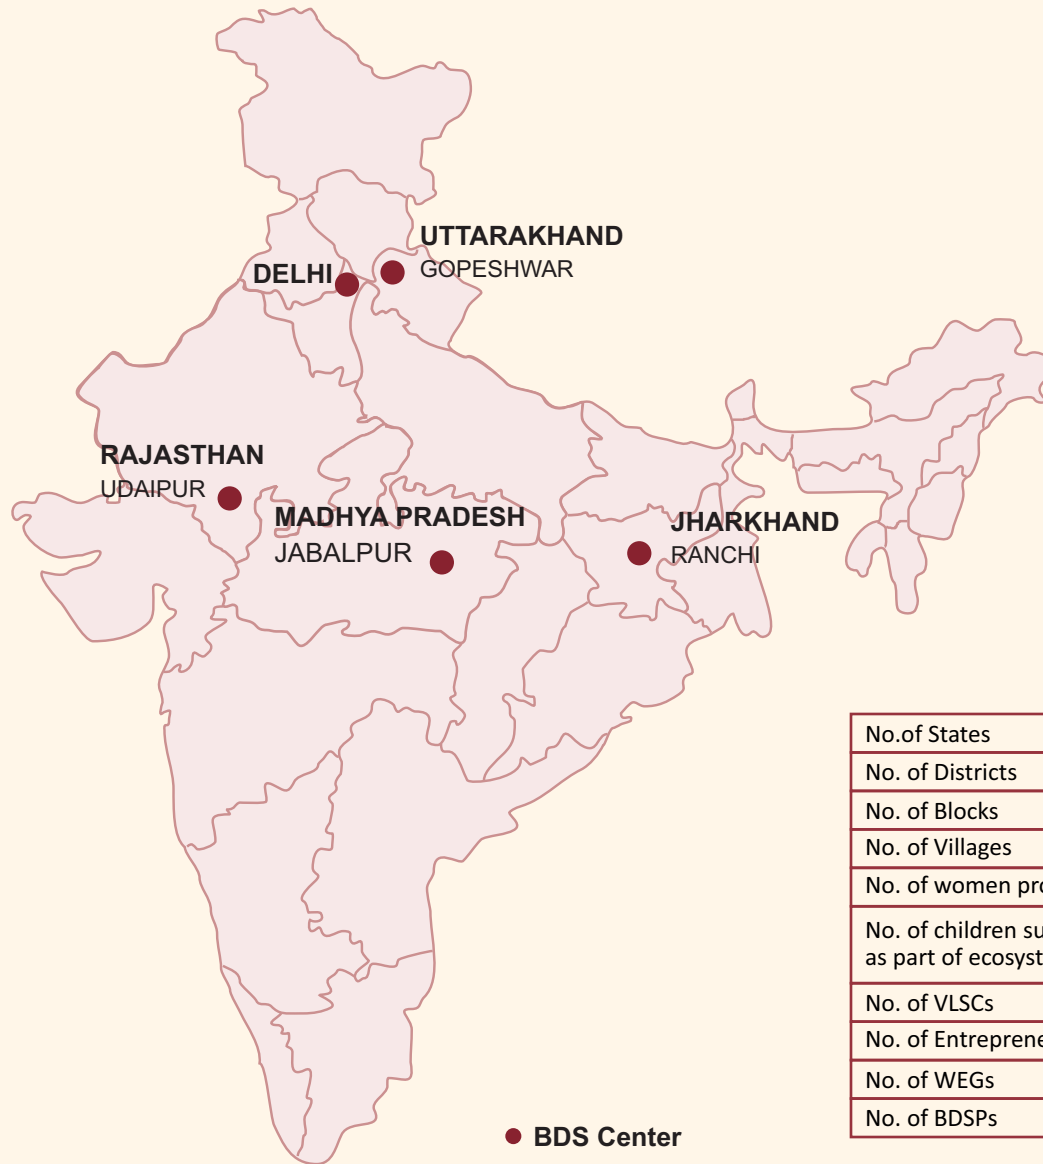 UTTARAKHAND
GOPESHWAR
DELHI
RAJASTHAN
UDAIPUR
MADHYA PRADESH
JABALPUR
JHARKHAND
RANCHI
No.of States
No. of Districts
No. of Blocks
No. of Villages
No. of women
No. of children
as part of
No. of VLSCs
No. of
No. of WEGs
No. of BDSPs
BDS Center